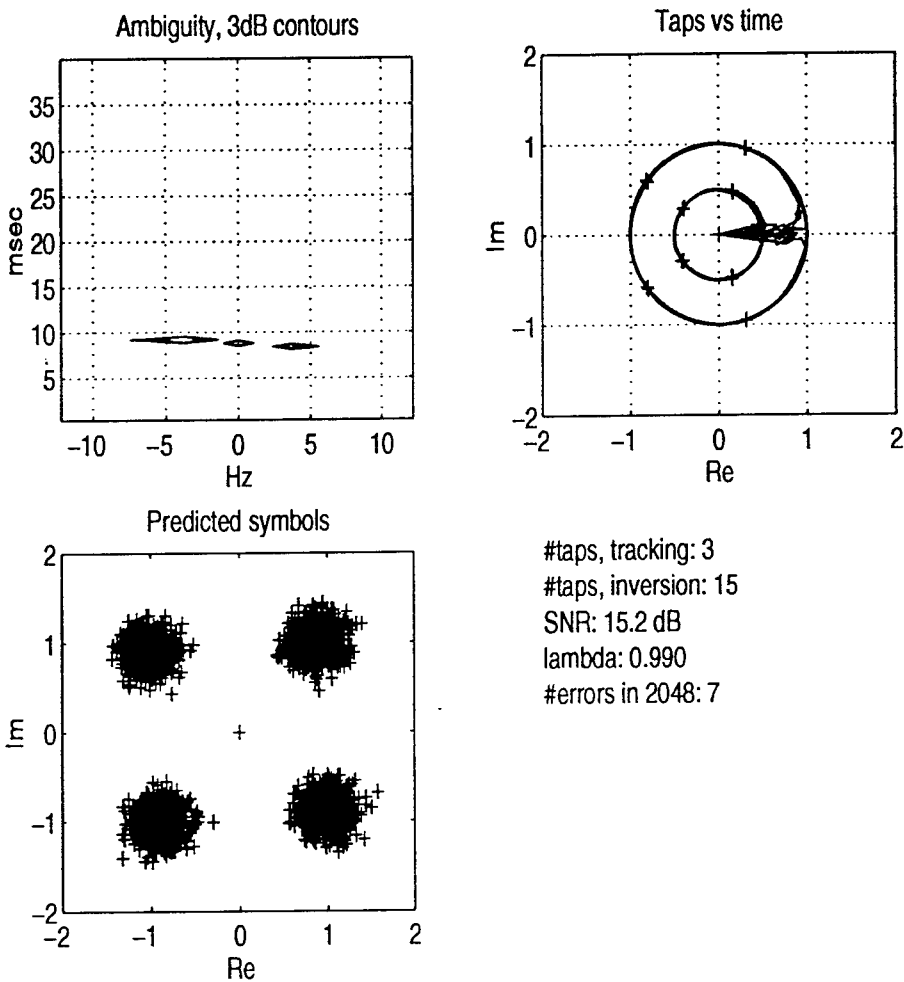 Ambiguity, 3dB contours
msec
35
30
25
20
15
10
5
-10 -5 0 5 10
Hz
Taps vs time
Im
2
1
0
-1
-2
-2 -1 0 1 2
Re
Predicted symbols
Im
2
1
0
-1
-2
-2 -1 0 1 2
Re
#taps, tracking: 3
#taps, inversion: 15
SNR: 15.2 dB
lambda: 0.990
#errors in 2048: 7